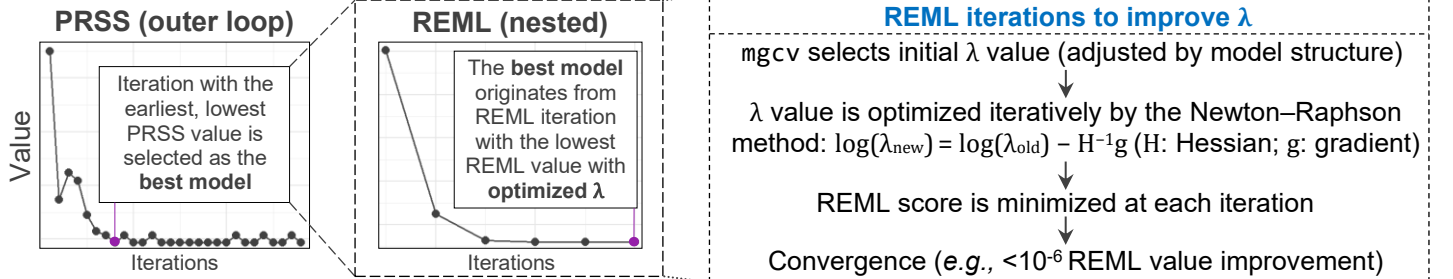 PRSS (outer loop)
Value
Iteration with the
earliest, lowest
PRSS value is
selected as the
best model
Iterations
REML (nested)
The best model
originates from
REML iteration
with the lowest
REML value with
optimized λ
Iterations
REML iterations to improve λ
mgcv selects initial λ value (adjusted by model structure)
λ value is optimized iteratively by the Newton–Raphson
method: log(λnew) = log(λold) − H⁻¹g (H: Hessian; g: gradient)
REML score is minimized at each iteration
Convergence (e.g., <10⁻⁶ REML value improvement)